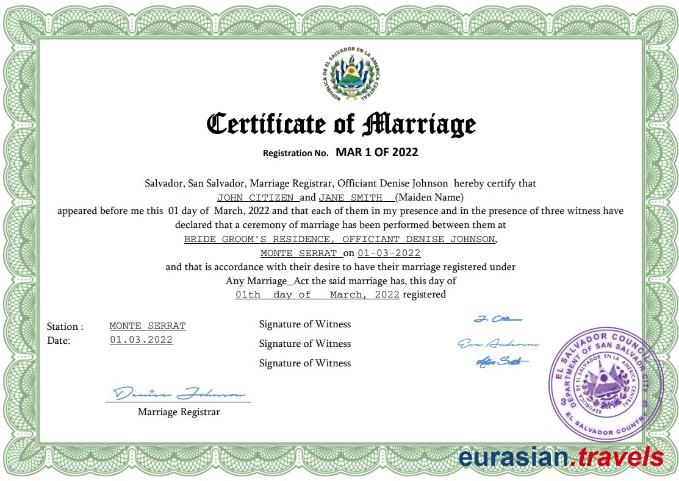 REPUBLICA DE EL SALVADOR EN LA AMERICA CENTRAL
Certificate of Marriage
Registration No. MAR 1 OF 2022
Salvador, San Salvador, Marriage Registrar, Officiant Denise Johnson hereby certify that
JOHN CITIZEN and JANE SMITH (Maiden Name)
appeared before me this 01 day of March, 2022 and that each of them in my presence and in the presence of three witness have
declared that a ceremony of marriage has been performed between them at
BRIDE GROOM'S RESIDENCE, OFFICIANT DENISE JOHNSON,
MONTE SERRAT on 01-03-2022
and that is accordance with their desire to have their marriage registered under
Any Marriage_Act the said marriage has, this day of
01th day of March, 2022 registered
Station : MONTE SERRAT
Date: 01.03.2022
Signature of Witness
Signature of Witness Eva Anderson
Signature of Witness
Denise Johnson
Marriage Registrar
EL SALVADOR COUNCIL
DEPARTMENT OF SAN SALVADOR CITY
REPUBLICA DE EL SALVADOR EN LA AMERICA CENTRAL
EL SALVADOR COUNTRY
eurasian.travels